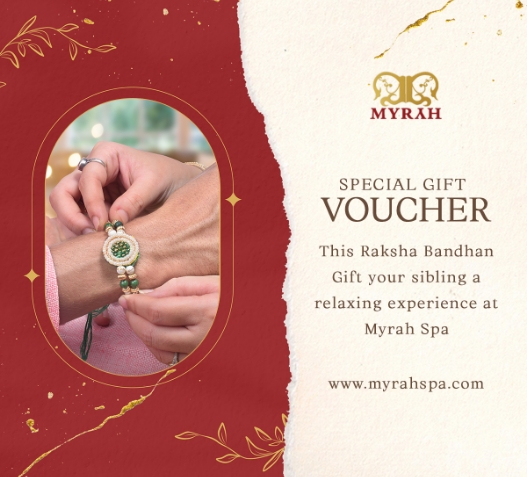 MYRAH
SPECIAL GIFT
VOUCHER
This Raksha Bandhan
Gift your sibling a
relaxing experience at
Myrah Spa
www.myrahspa.com